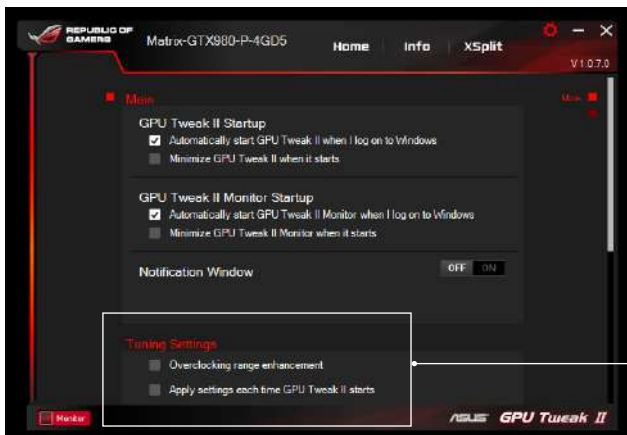 REPUBLIC OF
GAMERS
Matrix-GTX980-P-4GD5
Home Info XSplit
V 1.0.7.0
Main
Main
GPU Tweak II Startup
Automatically start GPU Tweak II when I log on to Windows
Minimize GPU Tweak II when it starts
GPU Tweak II Monitor Startup
Automatically start GPU Tweak II Monitor when I log on to Windows
Minimize GPU Tweak II Monitor when it starts
Notification Window
OFF ON
Tuning Settings
Overclocking range enhancement
Apply settings each time GPU Tweak II starts
Monitor
ASUS GPU Tweak II